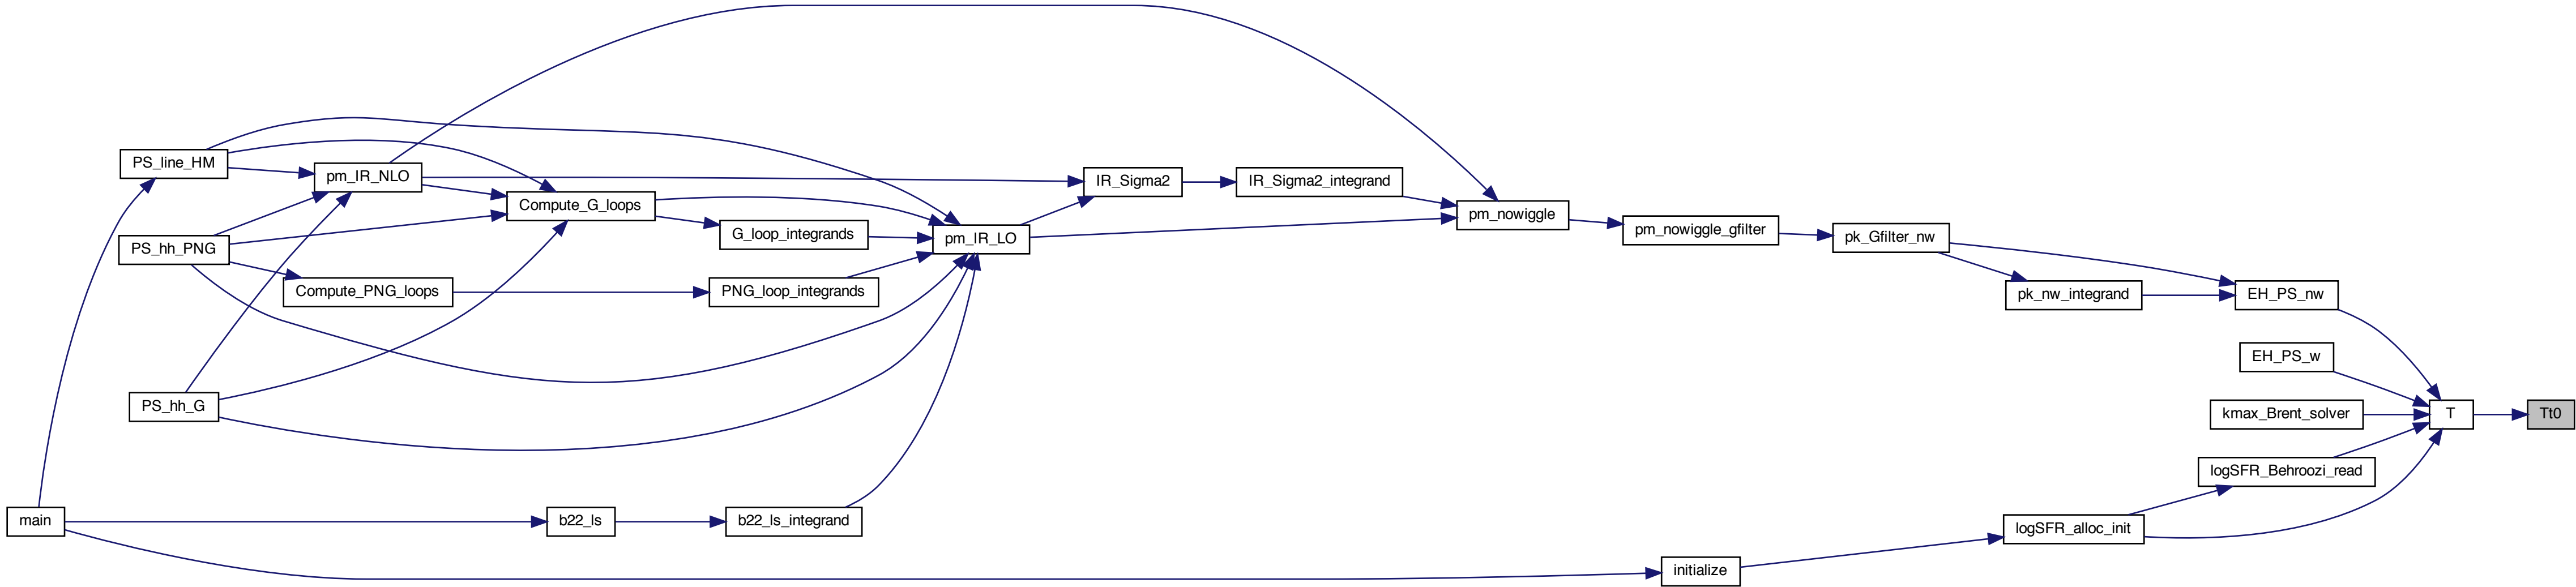 PS_line_HM
pm_IR_NLO
IR_Sigma2
IR_Sigma2_integrand
Compute_G_loops
pm_nowiggle
G_loop_integrands
pm_nowiggle_gfilter
pk_Gfilter_nw
pm_IR_LO
PS_hh_PNG
Compute_PNG_loops
PNG_loop_integrands
pk_nw_integrand
EH_PS_nw
EH_PS_w
PS_hh_G
kmax_Brent_solver
T
Tt0
logSFR_Behroozi_read
main
b22_ls
b22_ls_integrand
logSFR_alloc_init
initialize